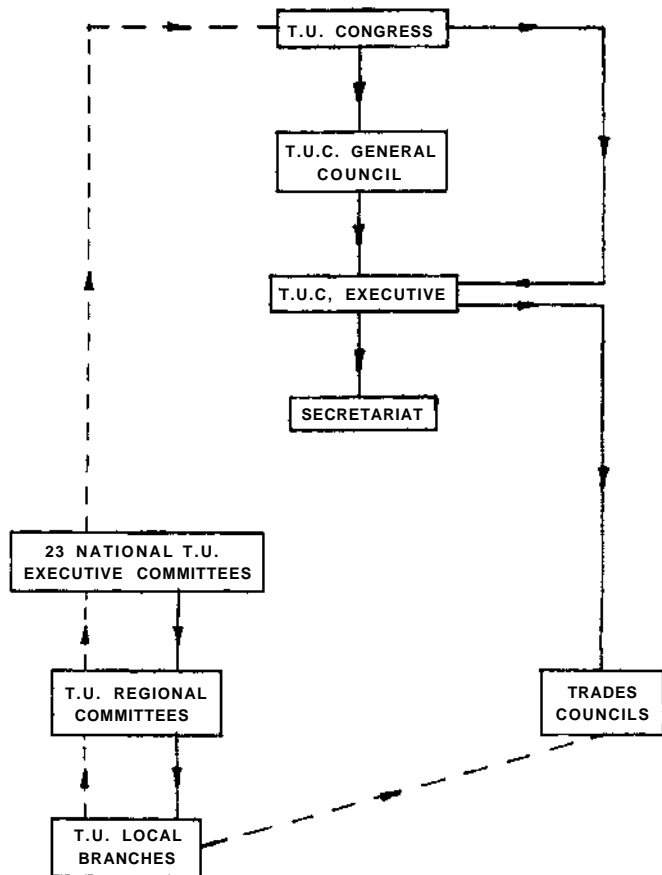 T.U. CONGRESS
T.U.C. GENERAL
COUNCIL
T.U.C, EXECUTIVE
SECRETARIAT
23 NATIONAL T.U.
EXECUTIVE COMMITTEES
T.U. REGIONAL
COMMITTEES
TRADES
COUNCILS
T.U. LOCAL
BRANCHES